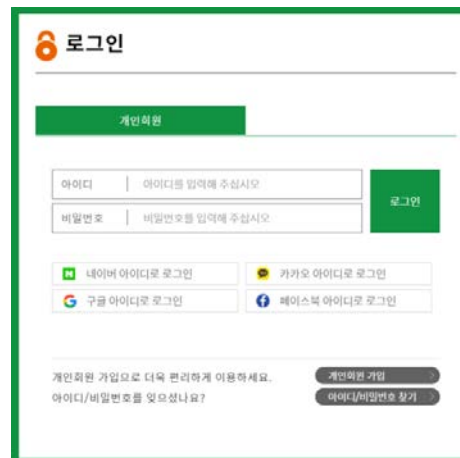 로그인
개인회원
아이디 아이디를 입력해 주십시오
비밀번호 비밀번호를 입력해 주십시오
로그인
네이버 아이디로 로그인 카카오 아이디로 로그인
구글 아이디로 로그인 페이스북 아이디로 로그인
개인회원 가입으로 더욱 편리하게 이용하세요. 개인회원 가입
아이디/비밀번호를 잊으셨나요? 아이디/비밀번호 찾기